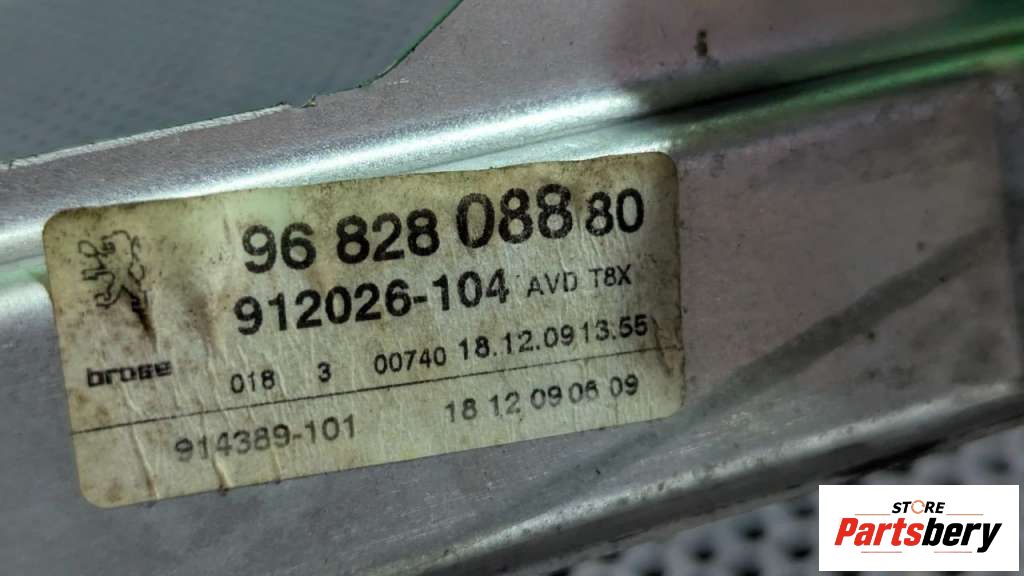 96 828 088 80
912026-104 AVD T8X
brose
018 3 00740 18.12.09 13.55
914389-101 18 12 09 06 09
STORE
Partsbery